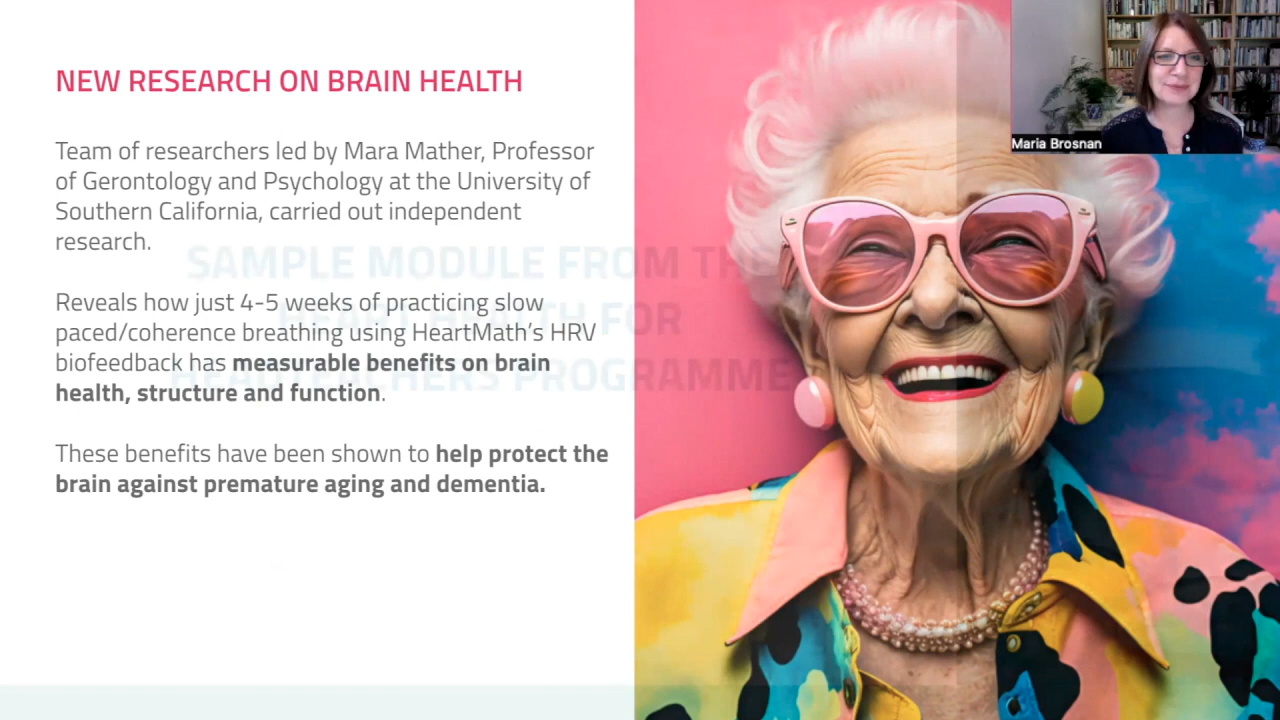 NEW RESEARCH ON BRAIN HEALTH
Team of researchers led by Mara Mather, Professor
of Gerontology and Psychology at the University of
Southern California, carried out independent
research.
SAMPLE MODULE FROM THE
Reveals how just 4-5 weeks of practicing slow
HEART HEALTH FOR
paced/coherence breathing using HeartMath's HRV
biofeedback has measurable benefits on brain
HEADTEACHERS PROGRAMME
health, structure and function.
These benefits have been shown to help protect the
brain against premature aging and dementia.
Maria Brosnan